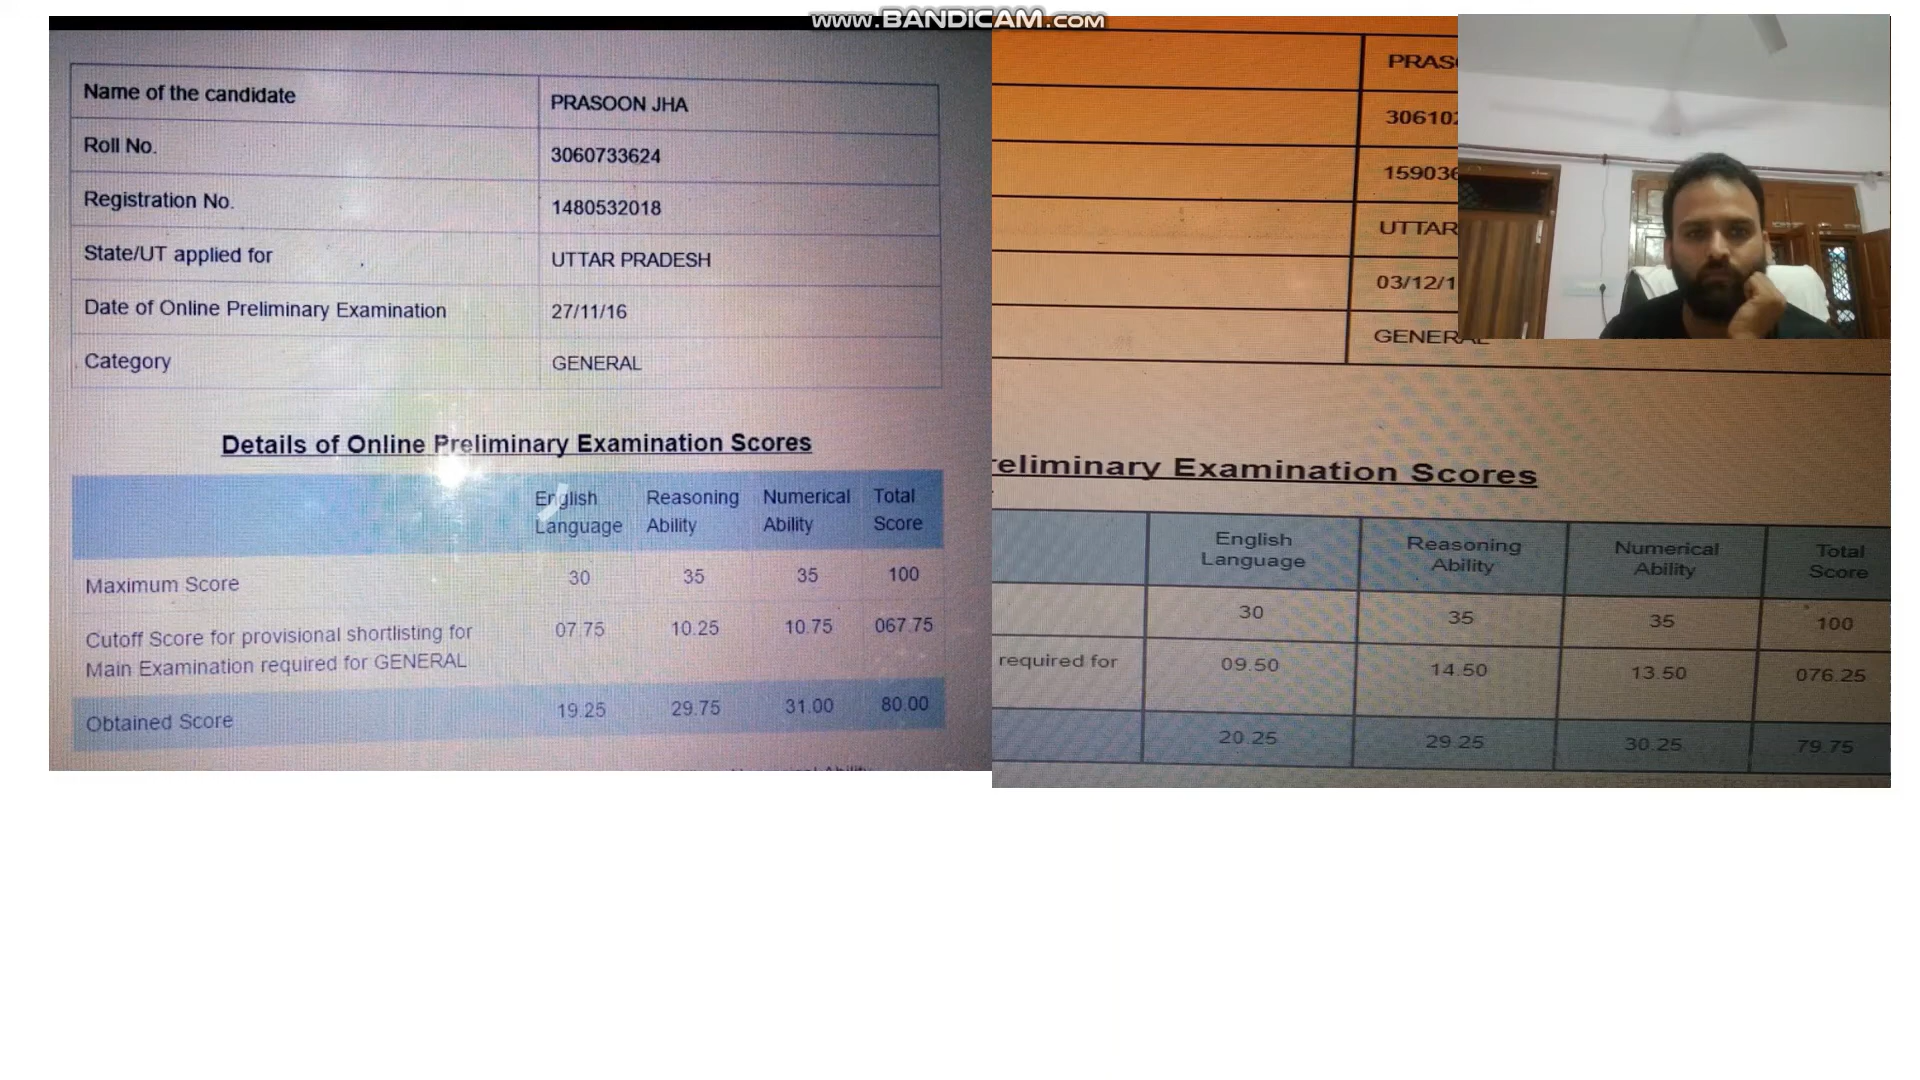 www.BANDICAM.com
Name of the candidate PRASOON JHA
Roll No. 3060733624
Registration No. 1480532018
State/UT applied for UTTAR PRADESH
Date of Online Preliminary Examination 27/11/16
Category GENERAL
Details of Online Preliminary Examination Scores
English Language Reasoning Ability Numerical Ability Total Score
Maximum Score 30 35 35 100
Cutoff Score for provisional shortlisting for
Main Examination required for GENERAL 07.75 10.25 10.75 067.75
Obtained Score 19.25 29.75 31.00 80.00
PRAS
30610
15903
UTTAR
03/12/1
GENERAL
reliminary Examination Scores
English Language Reasoning Ability Numerical Ability Total Score
30 35 35 100
required for 09.50 14.50 13.50 076.25
20.25 29.25 30.25 79.75